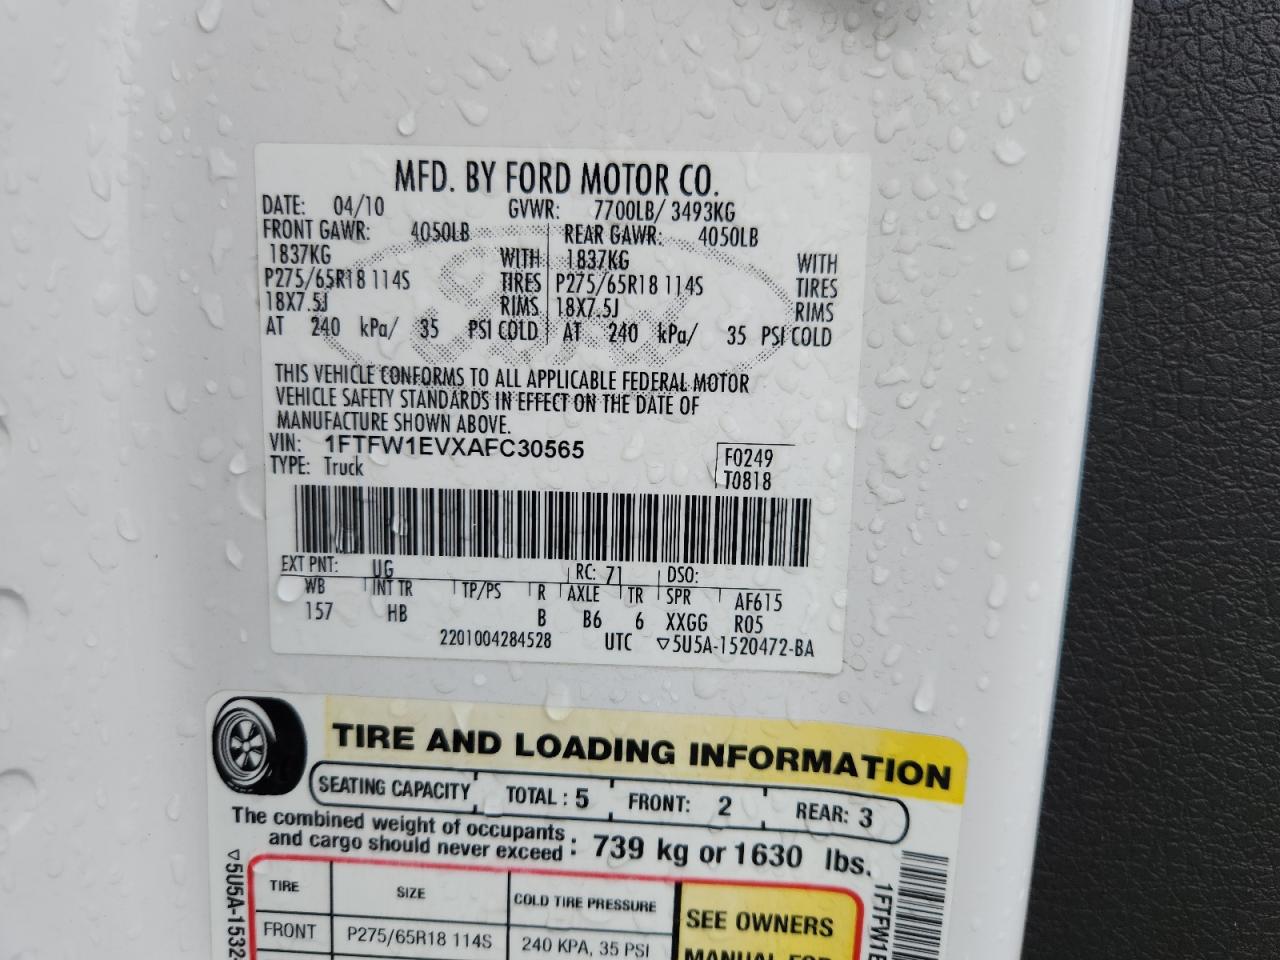 MFD. BY FORD MOTOR CO.
DATE: 04/10 GVWR: 7700LB/ 3493KG
FRONT GAWR: 4050LB REAR GAWR: 4050LB
1837KG WITH 1837KG WITH
P275/65R18 114S TIRES P275/65R18 114S TIRES
18X7.5J RIMS 18X7.5J RIMS
AT 240 kPa/ 35 PSI COLD AT 240 kPa/ 35 PSI COLD
THIS VEHICLE CONFORMS TO ALL APPLICABLE FEDERAL MOTOR
VEHICLE SAFETY STANDARDS IN EFFECT ON THE DATE OF
MANUFACTURE SHOWN ABOVE.
VIN: 1FTFW1EVXAFC30565
TYPE: Truck
F0249
T0818
EXT PNT: UG RC: 71 DSO:
WB INT TR TP/PS R AXLE TR SPR AF615
157 HB B B6 6 XXGG R05
2201004284528 UTC ▽5U5A-1520472-BA
TIRE AND LOADING INFORMATION
SEATING CAPACITY TOTAL : 5 FRONT: 2 REAR: 3
The combined weight of occupants
and cargo should never exceed : 739 kg or 1630 lbs.
TIRE SIZE COLD TIRE PRESSURE
FRONT P275/65R18 114S 240 KPA, 35 PSI
SEE OWNERS
MANUAL FOR
▽5U5A-1532
1FTFW1E